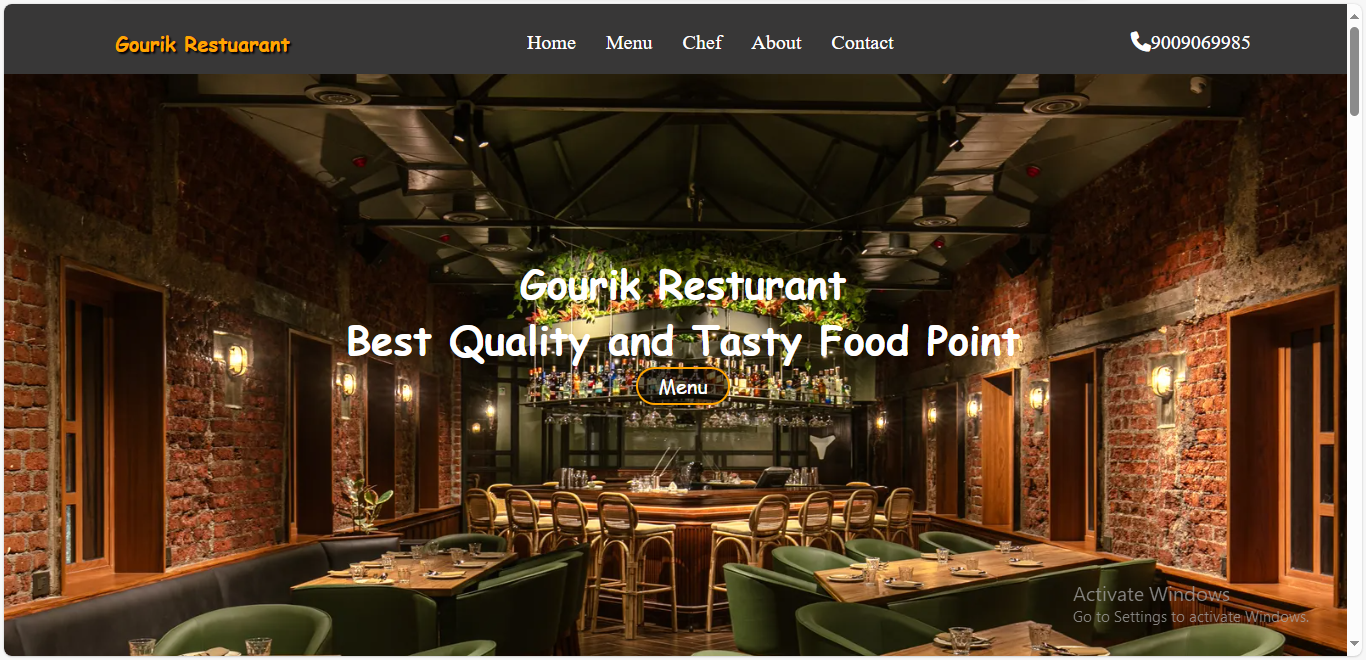 Gourik Restuarant
Home Menu Chef About Contact
9009069985
Gourik Resturant
Best Quality and Tasty Food Point
Menu
Activate Windows
Go to Settings to activate Windows.